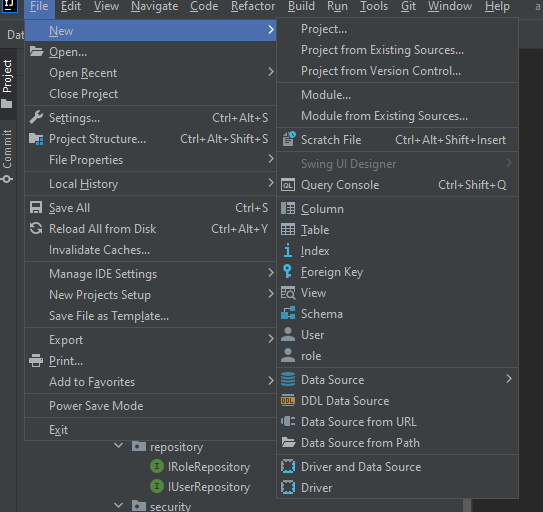 IJ
File Edit View Navigate Code Refactor Build Run Tools Git Window Help a
Dat
Project
Commit
New
Open...
Open Recent
Close Project
Settings... Ctrl+Alt+S
Project Structure... Ctrl+Alt+Shift+S
File Properties
Local History
Save All Ctrl+S
Reload All from Disk Ctrl+Alt+Y
Invalidate Caches...
Manage IDE Settings
New Projects Setup
Save File as Template...
Export
Print...
Add to Favorites
Power Save Mode
Exit
Project...
Project from Existing Sources...
Project from Version Control...
Module...
Module from Existing Sources...
Scratch File Ctrl+Alt+Shift+Insert
Swing UI Designer
QL Query Console Ctrl+Shift+Q
Column
Table
Index
Foreign Key
View
Schema
User
role
Data Source
DDL DDL Data Source
Data Source from URL
Data Source from Path
Driver and Data Source
Driver
repository
I IRoleRepository
I IUserRepository
security